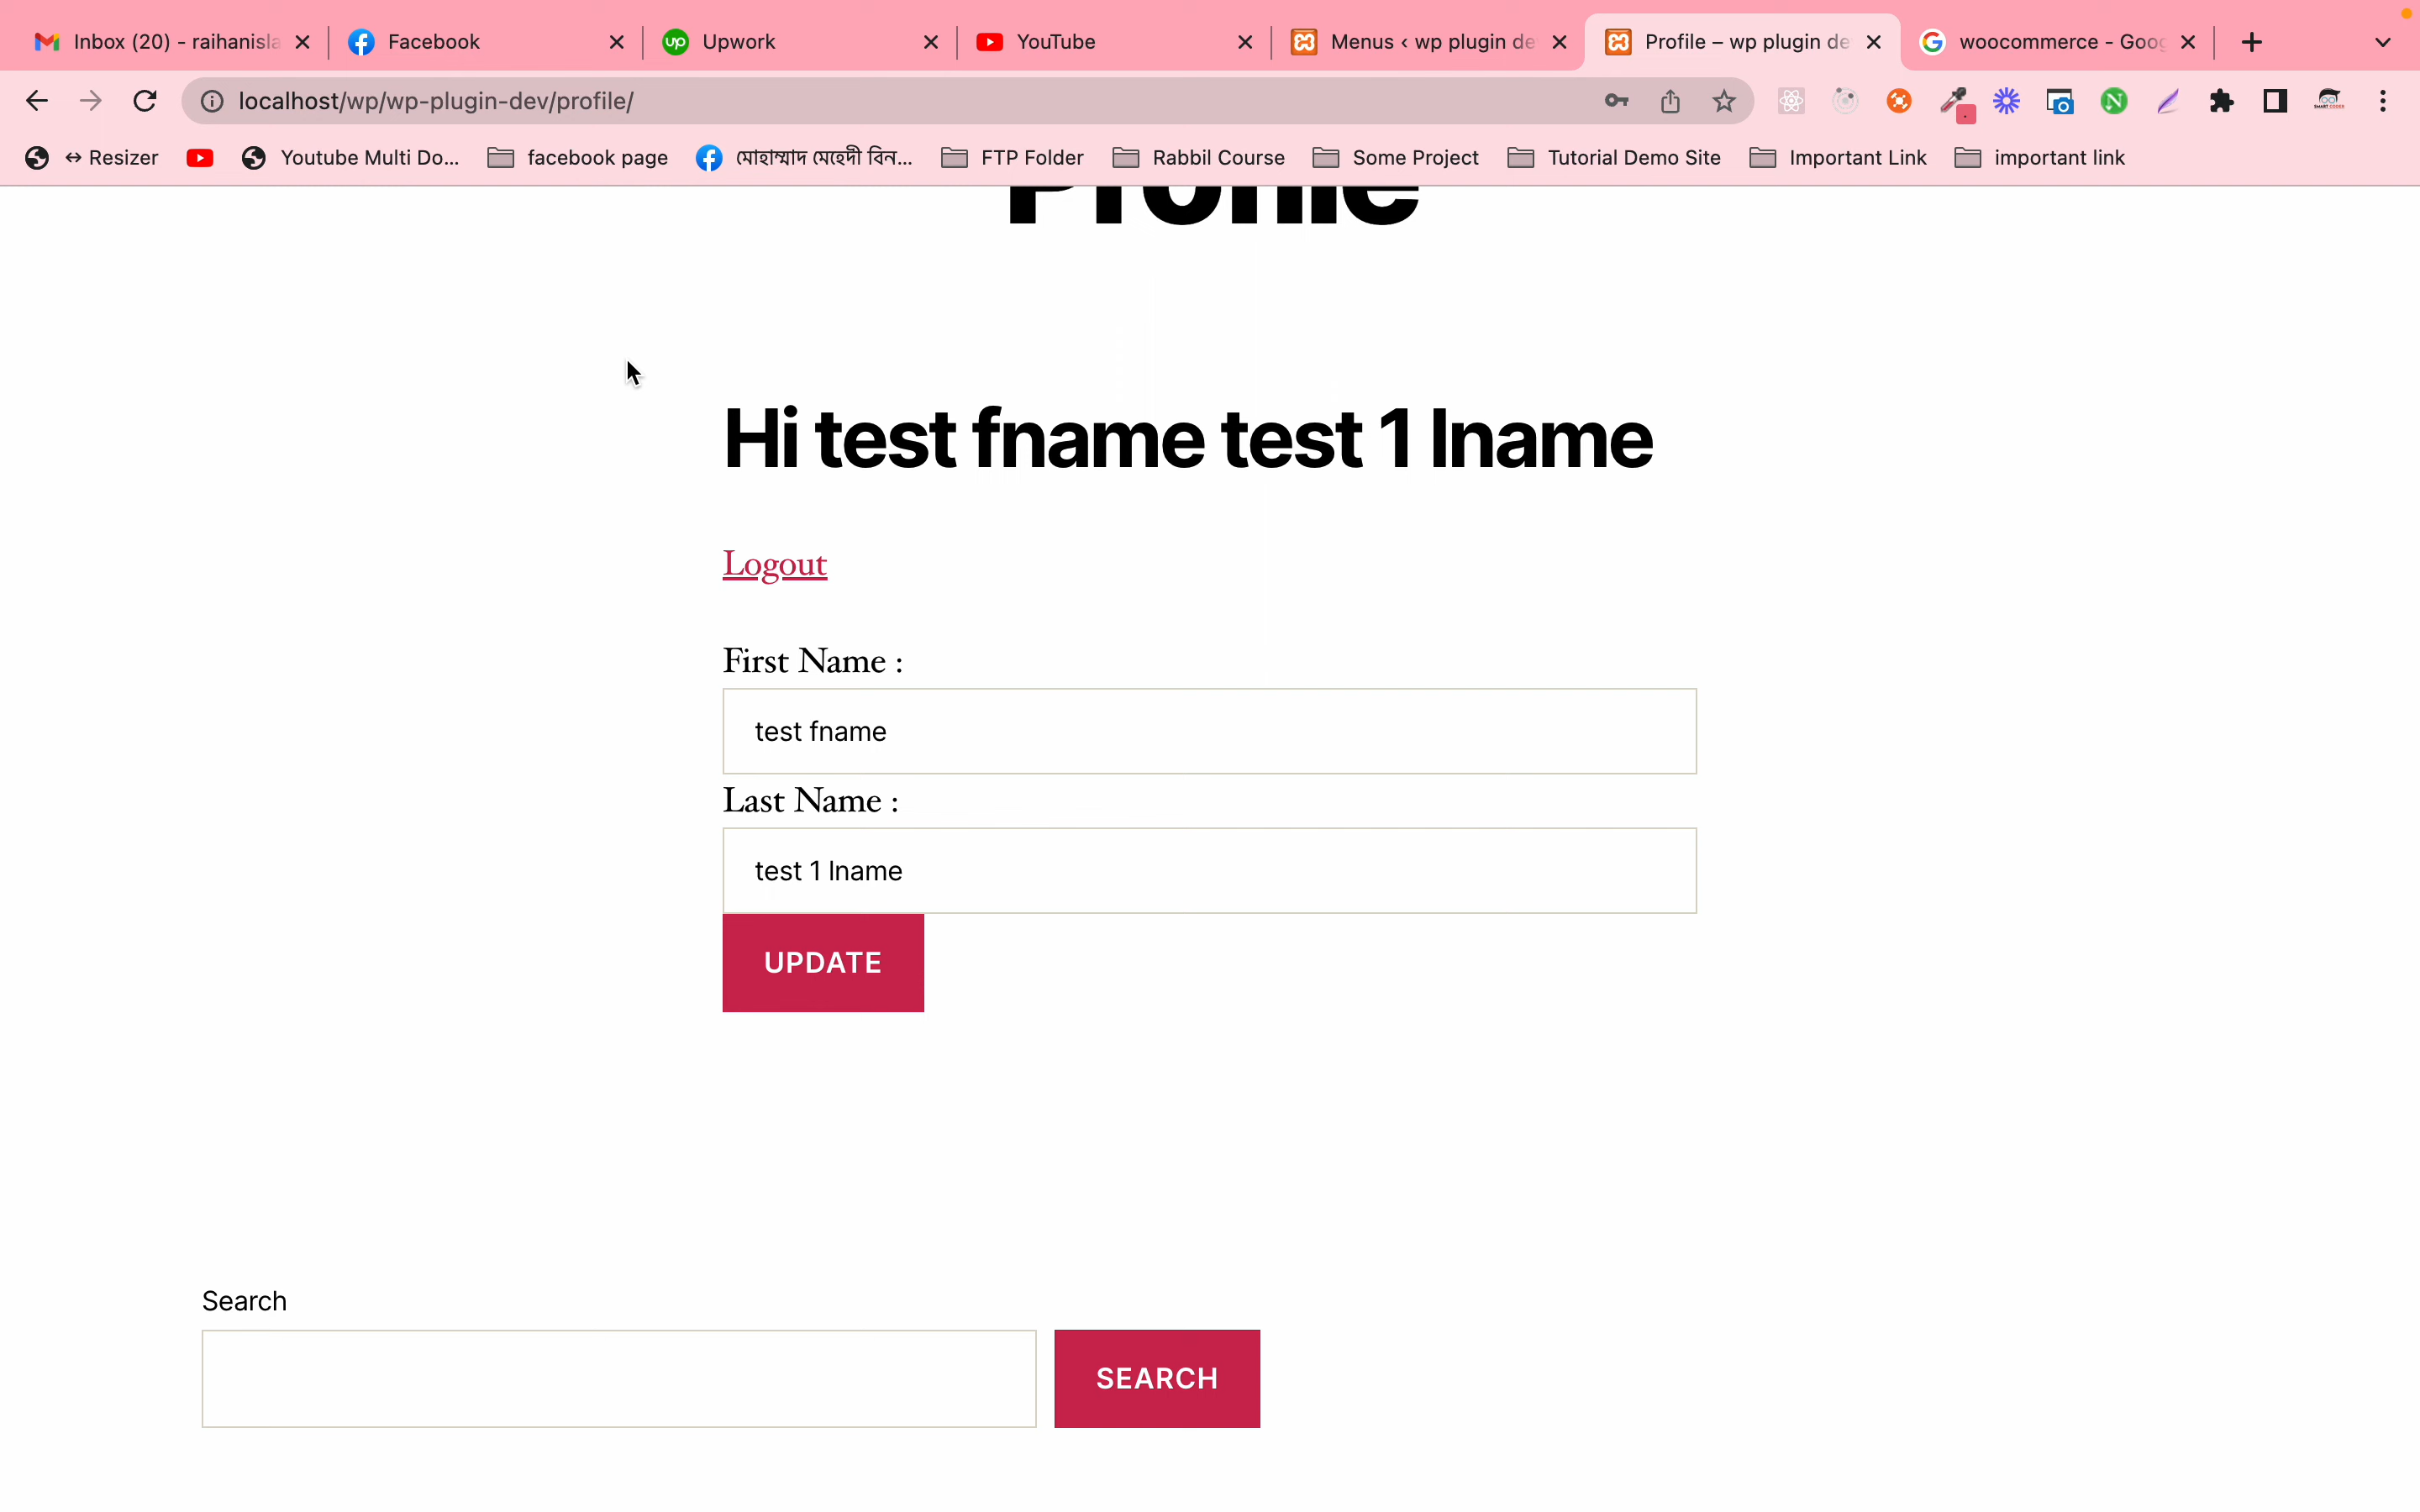 Inbox (20) - raihanisla
Facebook
Upwork
YouTube
Menus ‹ wp plugin de
Profile – wp plugin de
woocommerce - Goog
localhost/wp/wp-plugin-dev/profile/
↔ Resizer
Youtube Multi Do...
facebook page
মোহাম্মাদ মেহেদী বিন...
FTP Folder
Rabbil Course
Some Project
Tutorial Demo Site
Important Link
important link
Profile
Hi test fname test 1 lname
Logout
First Name :
test fname
Last Name :
test 1 lname
UPDATE
Search
SEARCH